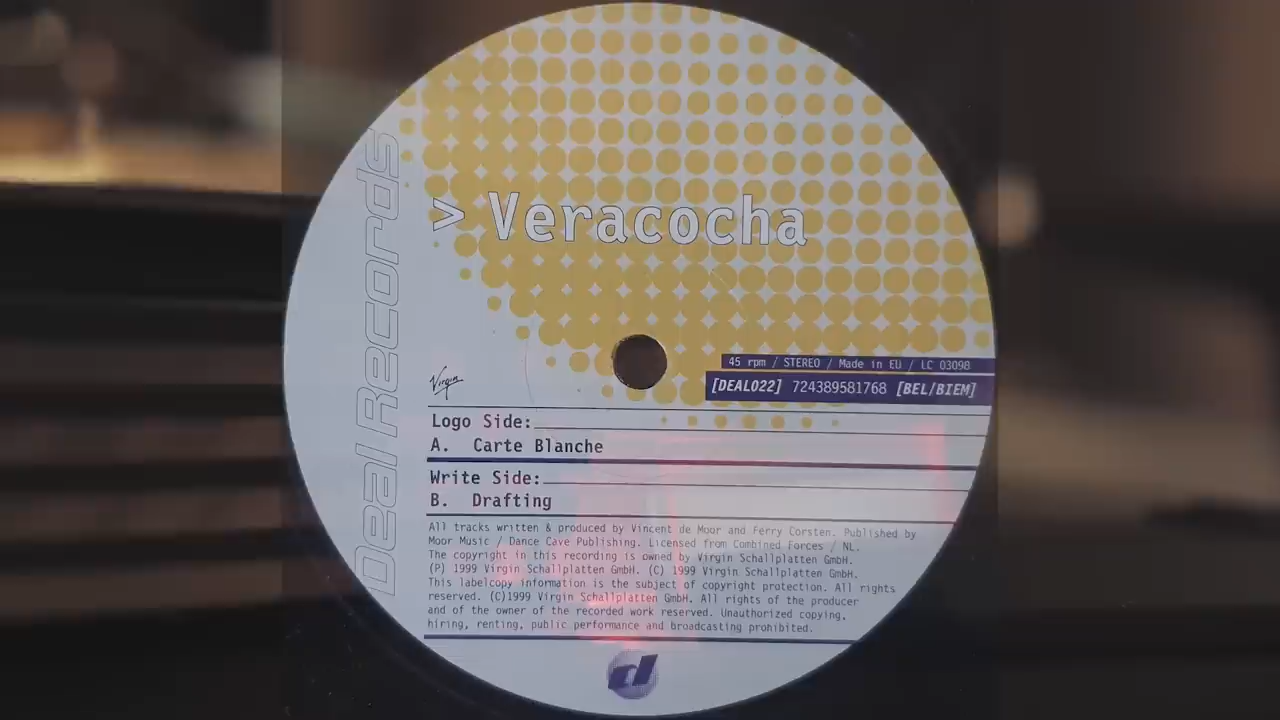 Deal Records
> Veracocha
45 rpm / STEREO / Made in EU / LC 03098
[DEAL022] 724389581768 [BEL/BIEM]
Virgin
Logo Side:
A. Carte Blanche
Write Side:
B. Drafting
All tracks written & produced by Vincent de Moor and Ferry Corsten. Published by
Moor Music / Dance Cave Publishing. Licensed from Combined Forces / NL.
The copyright in this recording is owned by Virgin Schallplatten GmbH.
(P) 1999 Virgin Schallplatten GmbH. (C) 1999 Virgin Schallplatten GmbH.
This labelcopy information is the subject of copyright protection. All rights
reserved. (C)1999 Virgin Schallplatten GmbH. All rights of the producer
and of the owner of the recorded work reserved. Unauthorized copying,
hiring, renting, public performance and broadcasting prohibited.
d